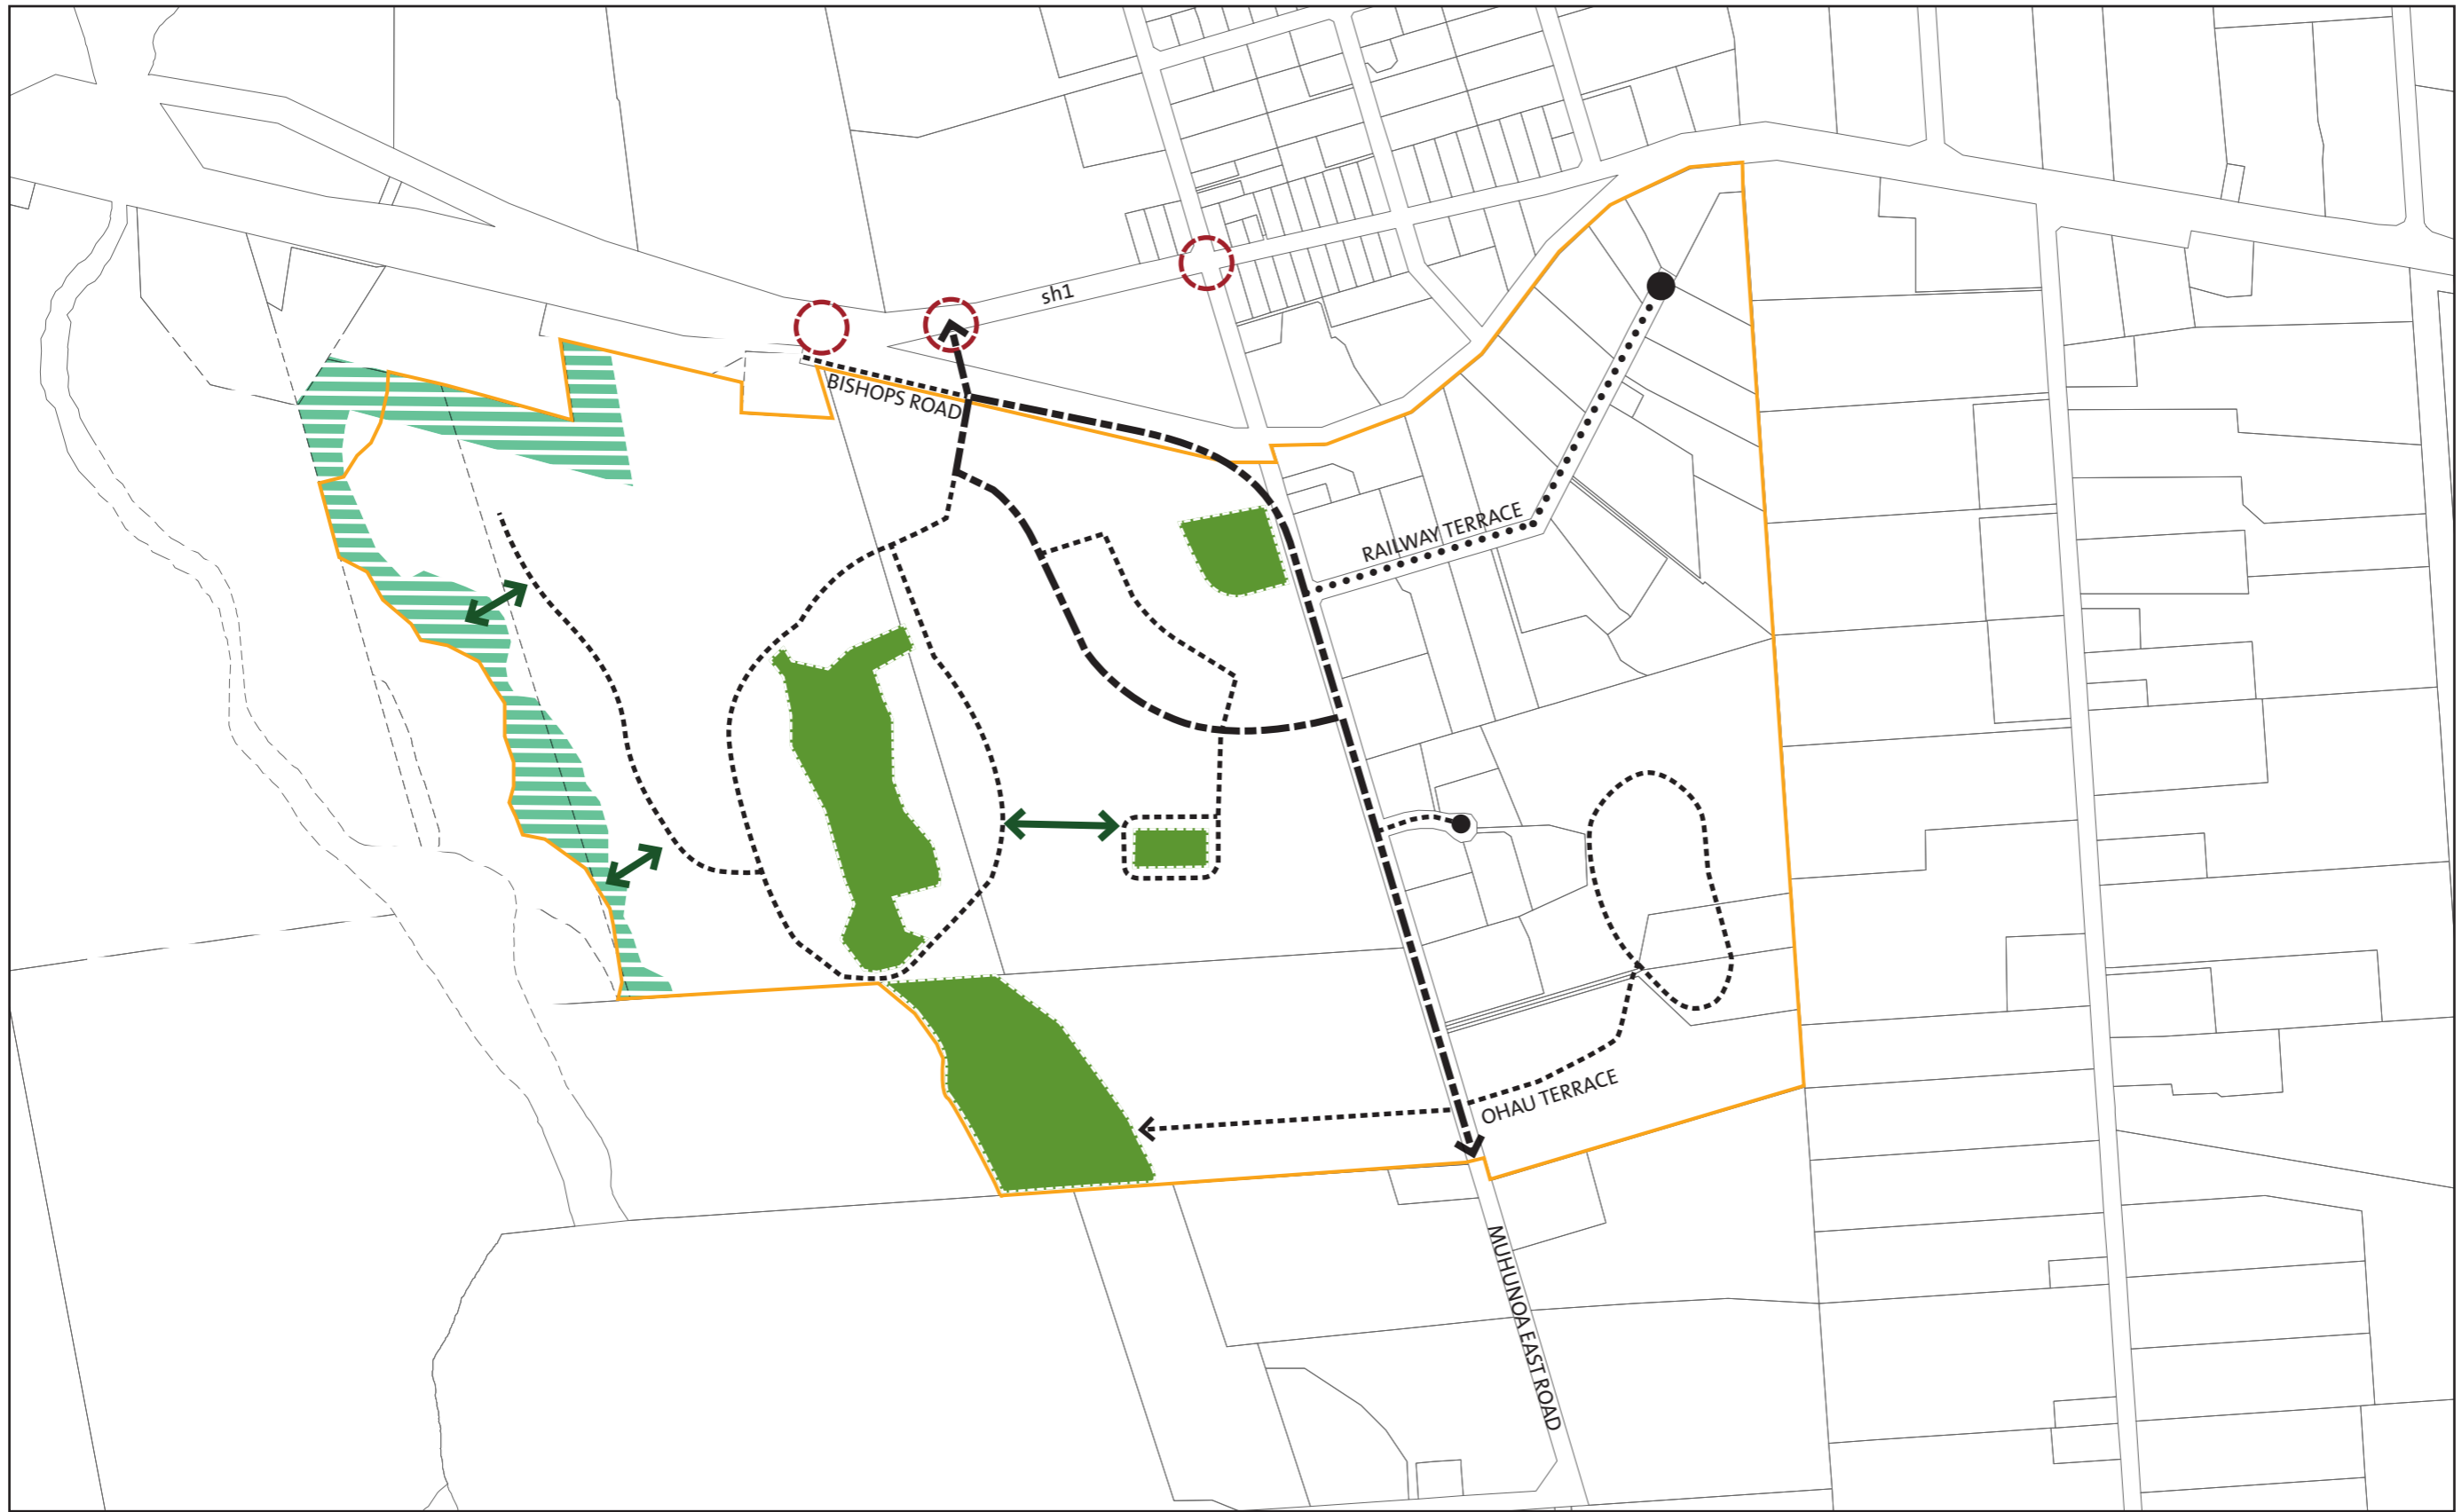 sh1
BISHOPS ROAD
RAILWAY TERRACE
OHAU TERRACE
MUHUNOA EAST ROAD